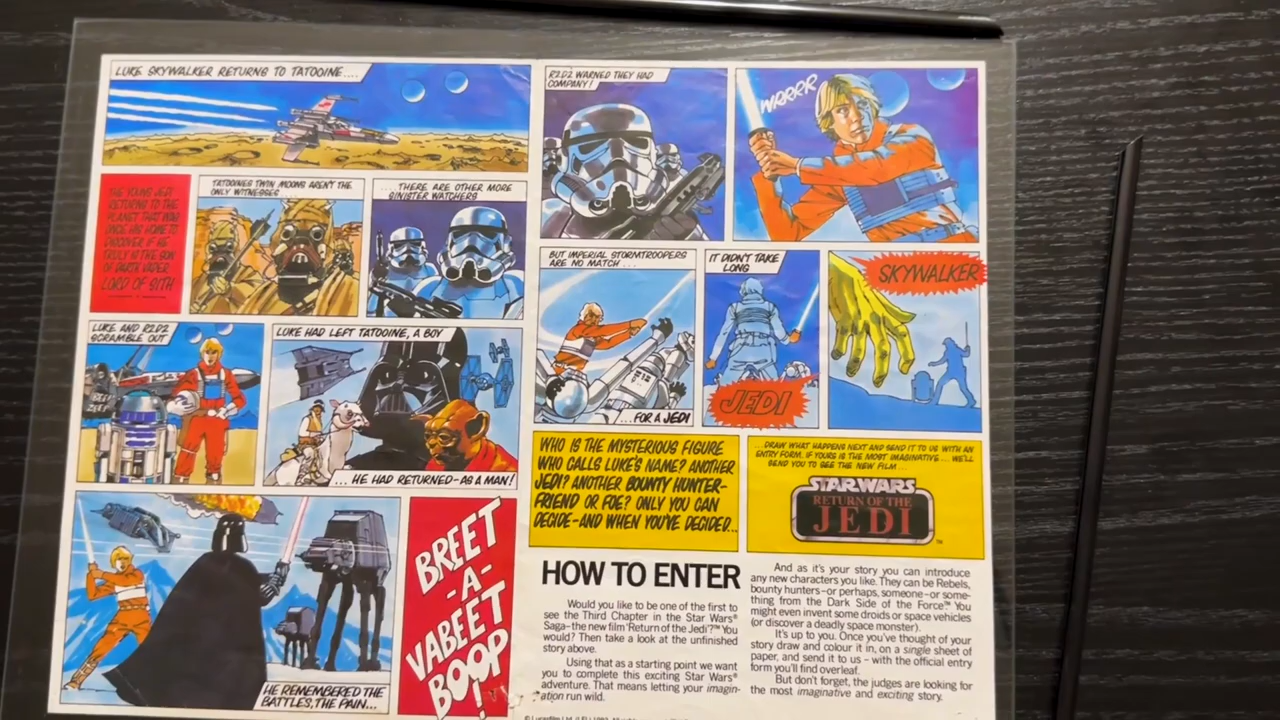 LUKE SKYWALKER RETURNS TO TATOOINE....
THE YOUNG JEDI
RETURNS TO THE
PLANET THAT WAS
ONCE HIS HOME TO
DISCOVER IF HE
TRULY IS THE SON
OF DARTH VADER,
LORD OF SITH
TATOOINES TWIN MOONS AREN'T THE
ONLY WITNESSES
...THERE ARE OTHER MORE
SINISTER WATCHERS
LUKE AND R2D2
SCRAMBLE OUT
BEEP
ZEEP
LUKE HAD LEFT TATOOINE, A BOY
... HE HAD RETURNED-AS A MAN!
HE REMEMBERED THE
BATTLES, THE PAIN...
BREET
-A-
VABEET
BOOP
!
R2D2 WARNED THEY HAD
COMPANY!
WRRRR
BUT IMPERIAL STORMTROOPERS
ARE NO MATCH...
...FOR A JEDI
IT DIDN'T TAKE
LONG
JEDI
SKYWALKER
WHO IS THE MYSTERIOUS FIGURE
WHO CALLS LUKE'S NAME? ANOTHER
JEDI? ANOTHER BOUNTY HUNTER-
FRIEND OR FOE? ONLY YOU CAN
DECIDE-AND WHEN YOU'VE DECIDED...
...DRAW WHAT HAPPENS NEXT AND SEND IT TO US WITH AN
ENTRY FORM. IF YOURS IS THE MOST IMAGINATIVE... WE'LL
SEND YOU TO SEE THE NEW FILM...
STAR WARS
RETURN OF THE
JEDI
™
HOW TO ENTER
Would you like to be one of the first to
see the Third Chapter in the Star Wars®
Saga–the new film 'Return of the Jedi'?™ You
would? Then take a look at the unfinished
story above.
Using that as a starting point we want
you to complete this exciting Star Wars®
adventure. That means letting your imagin-
ation run wild.
And as it's your story you can introduce
any new characters you like. They can be Rebels,
bounty hunters–or perhaps, someone–or some-
thing from the Dark Side of the Force.™ You
might even invent some droids or space vehicles
(or discover a deadly space monster).
It's up to you. Once you've thought of your
story draw and colour it in, on a single sheet of
paper, and send it to us – with the official entry
form you'll find overleaf.
But don't forget, the judges are looking for
the most imaginative and exciting story.
© Lucasfilm Ltd. (LFL) 1983.